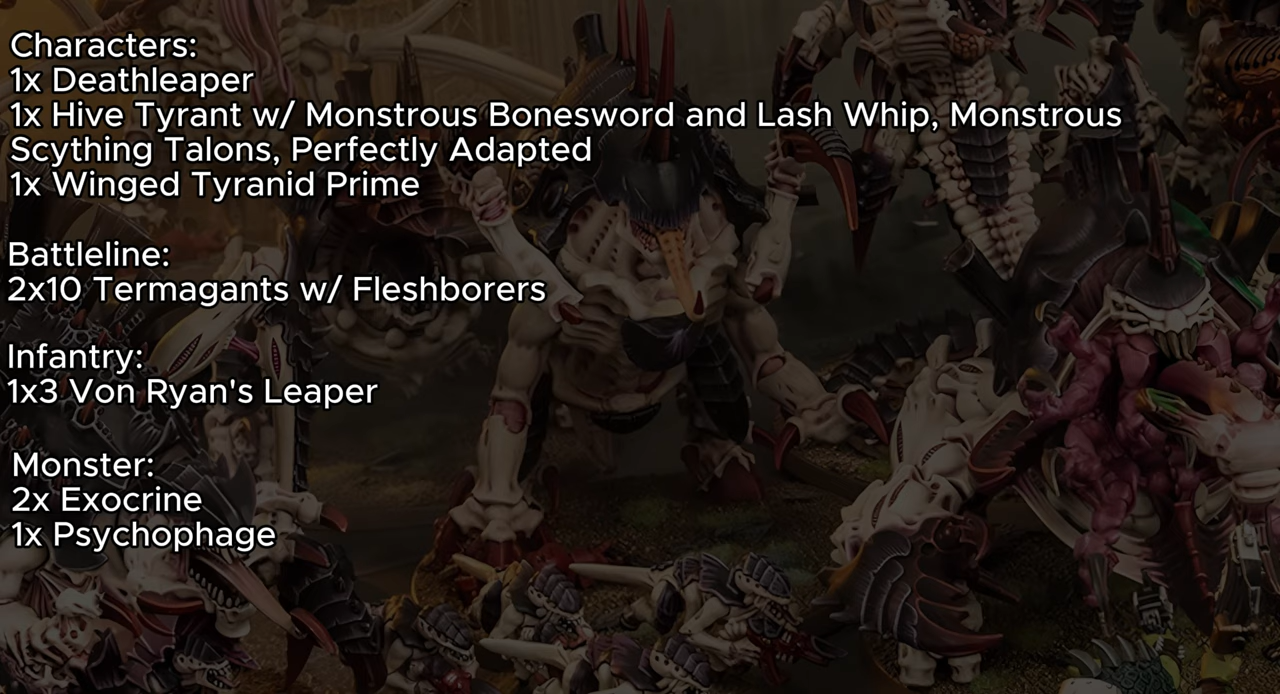 Characters:
1x Deathleaper
1x Hive Tyrant w/ Monstrous Bonesword and Lash Whip, Monstrous
Scything Talons, Perfectly Adapted
1x Winged Tyranid Prime
Battleline:
2x10 Termagants w/ Fleshborers
Infantry:
1x3 Von Ryan's Leaper
Monster:
2x Exocrine
1x Psychophage